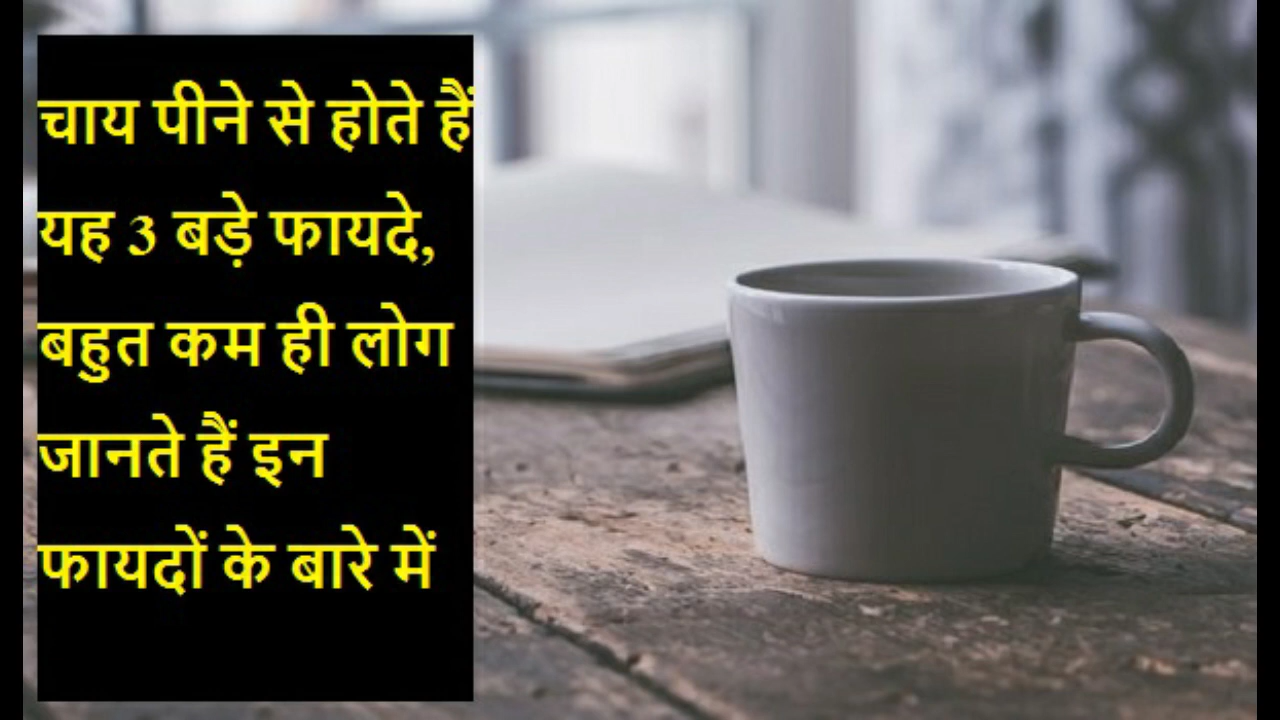 चाय पीने से होते हैं
यह 3 बड़े फायदे,
बहुत कम ही लोग
जानते हैं इन
फायदों के बारे में